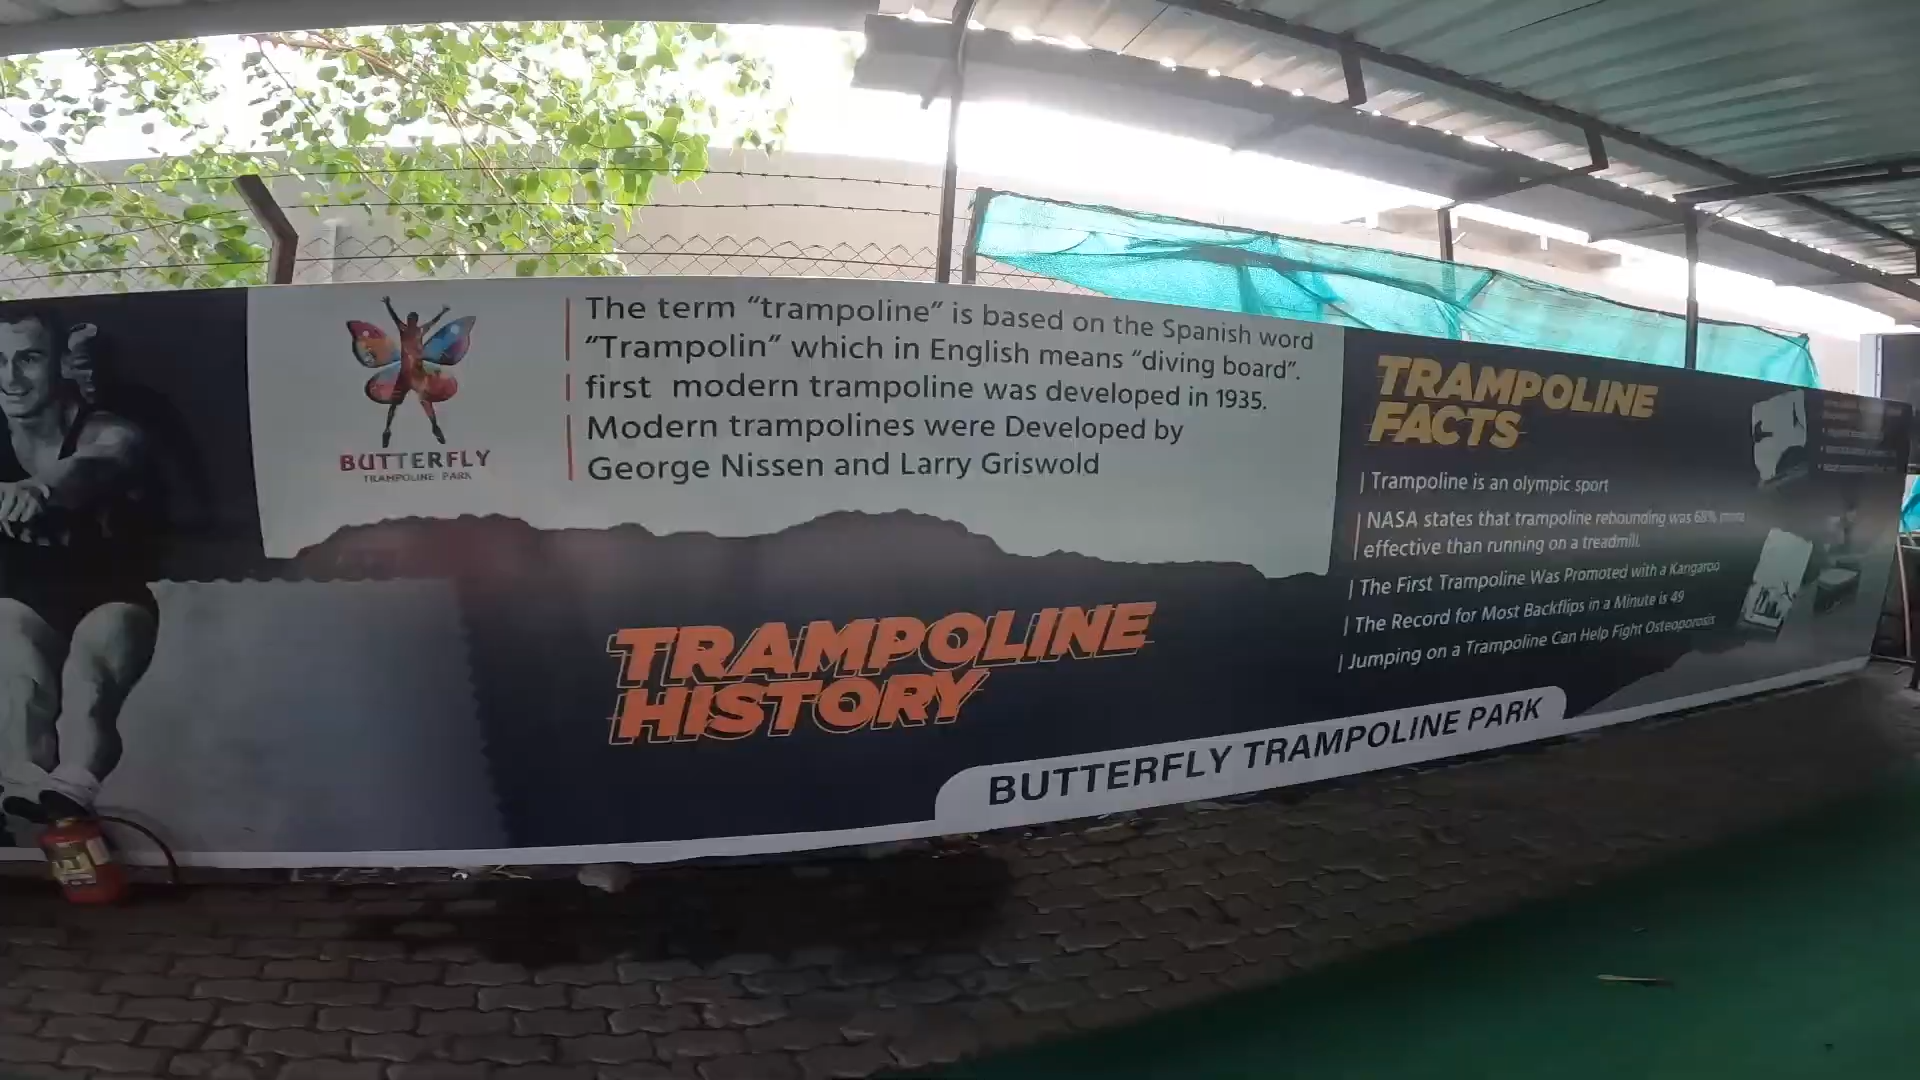 BUTTERFLY
TRAMPOLINE PARK
The term “trampoline” is based on the Spanish word
“Trampolin” which in English means “diving board”.
first modern trampoline was developed in 1935.
Modern trampolines were Developed by
George Nissen and Larry Griswold
TRAMPOLINE
HISTORY
TRAMPOLINE
FACTS
Trampoline is an olympic sport
NASA states that trampoline rebounding was 68% more
effective than running on a treadmill.
The First Trampoline Was Promoted with a Kangaroo
The Record for Most Backflips in a Minute is 49
Jumping on a Trampoline Can Help Fight Osteoporosis
BUTTERFLY TRAMPOLINE PARK